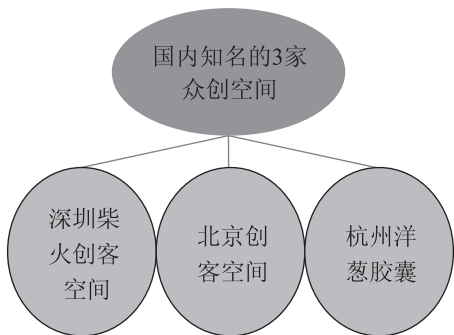 国内知名的3家
众创空间
深圳柴
火创客
空间
北京创
客空间
杭州洋
葱胶囊